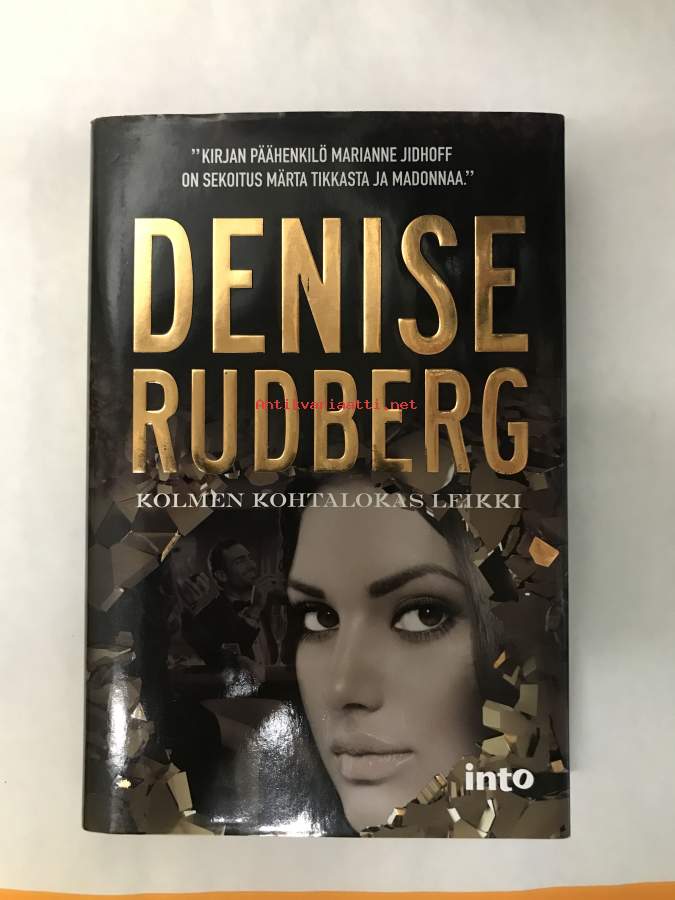 ”KIRJAN PÄÄHENKILÖ MARIANNE JIDHOFF
ON SEKOITUS MÄRTA TIKKASTA JA MADONNAA.”
DENISE
RUDBERG
Antikvariaatti.net
KOLMEN KOHTALOKAS LEIKKI
into